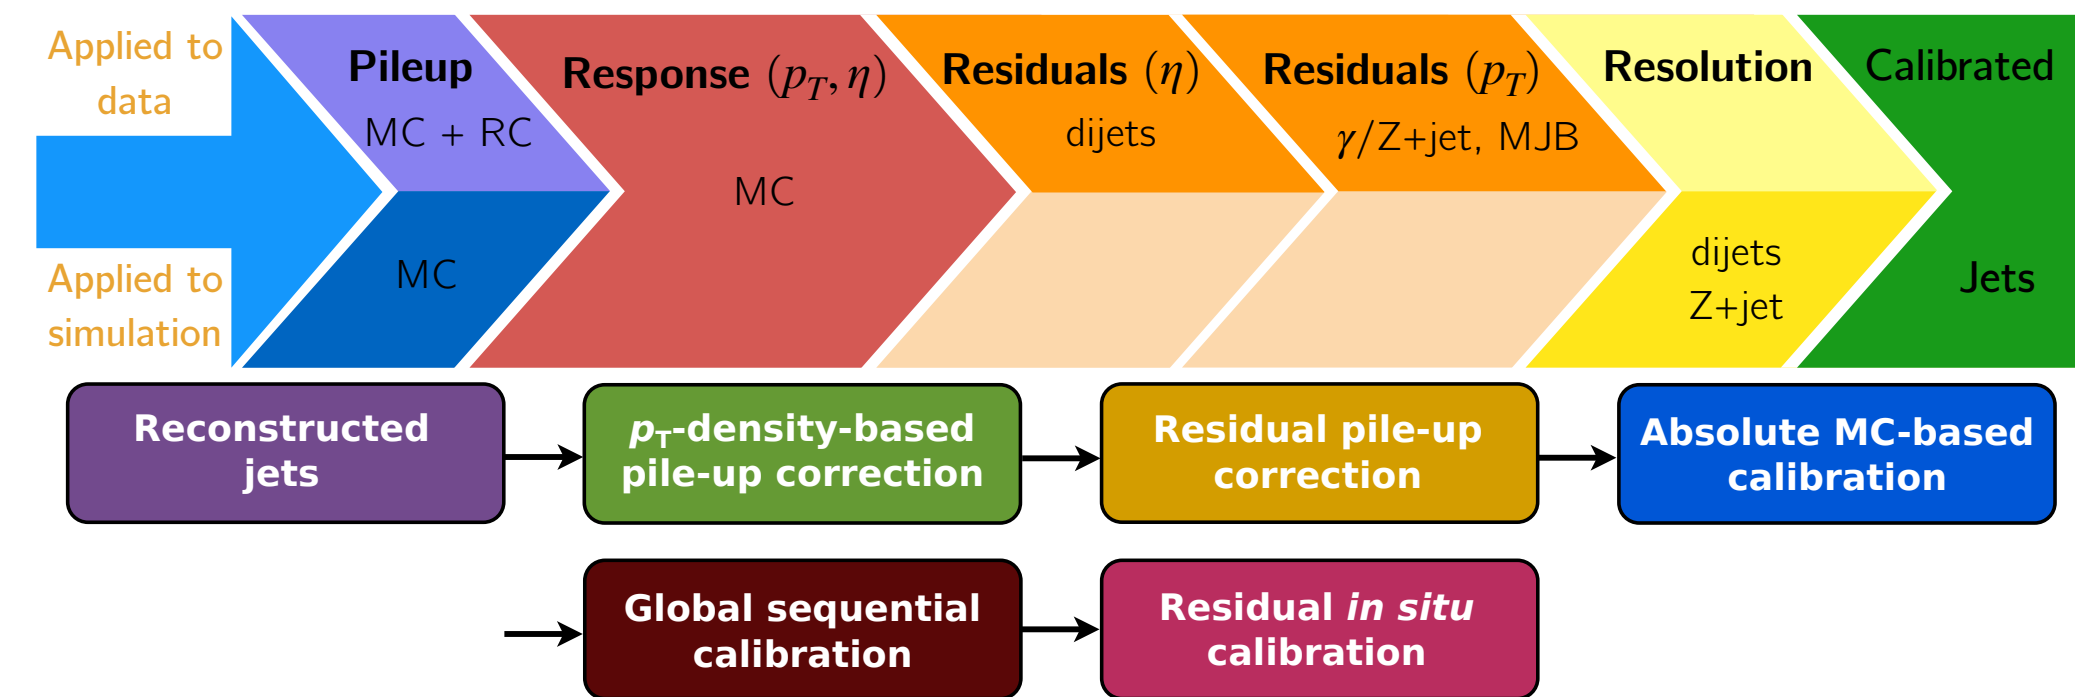 Applied to
data
Applied to
simulation
Pileup
MC + RC
MC
Response (p_T, η)
MC
Residuals (η)
dijets
Residuals (p_T)
γ/Z+jet, MJB
Resolution
dijets
Z+jet
Calibrated
Jets
Reconstructed
jets
p_T-density-based
pile-up correction
Residual pile-up
correction
Absolute MC-based
calibration
Global sequential
calibration
Residual in situ
calibration